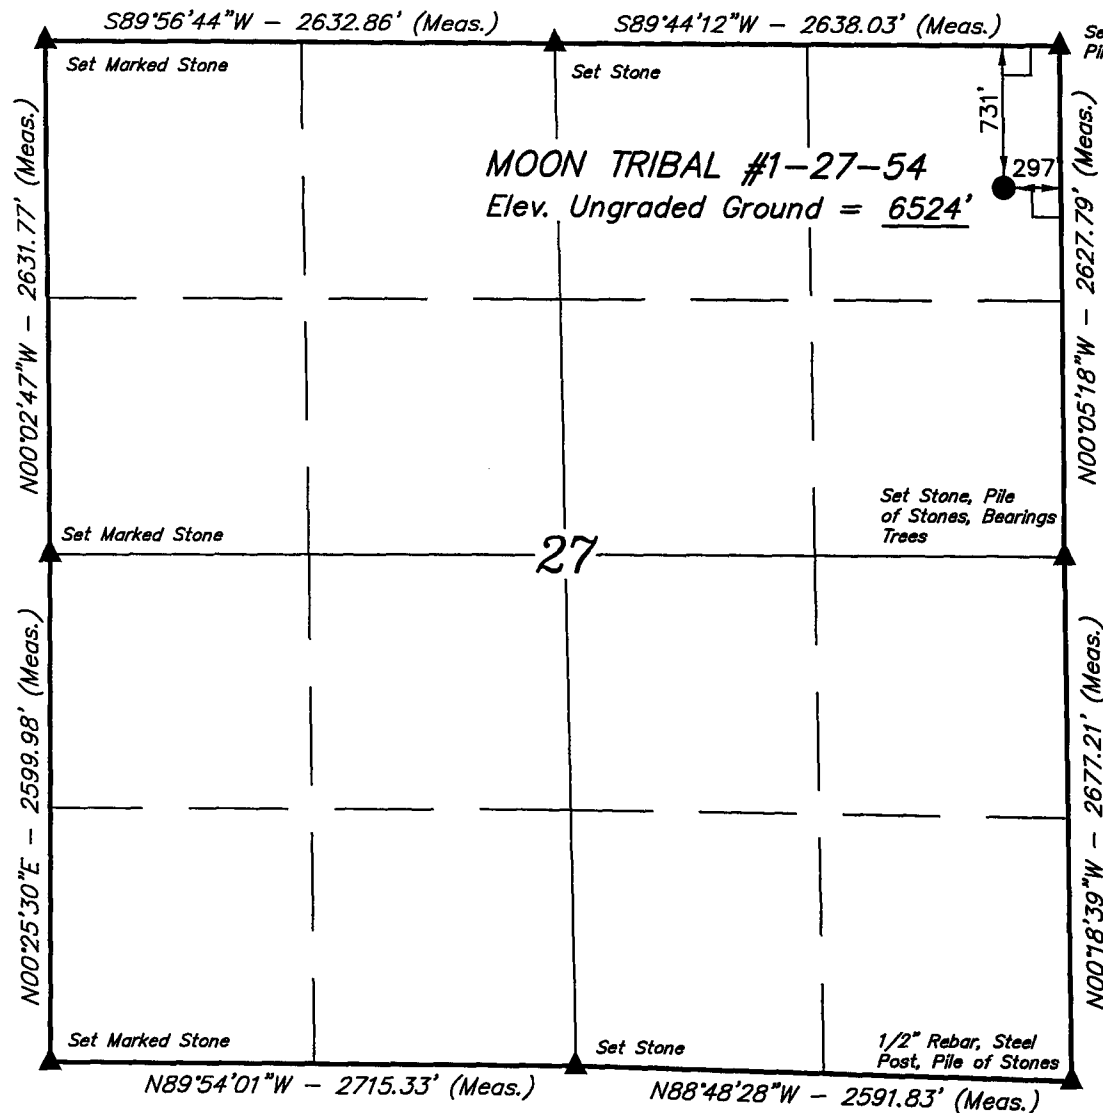 S89°56'44"W - 2632.86' (Meas.)
S89°44'12"W - 2638.03' (Meas.)
Set Marked Stone
Set Stone
731'
N00°02'47"W - 2631.77' (Meas.)
N00°05'18"W - 2627.79' (Meas.)
MOON TRIBAL #1-27-54
297'
Elev. Ungraded Ground = 6524'
Set Stone, Pile
of Stones, Bearings
Trees
Set Marked Stone
27
N00°25'30"E - 2599.98' (Meas.)
N00°18'39"W - 2677.21' (Meas.)
Set Marked Stone
Set Stone
1/2" Rebar, Steel
Post, Pile of Stones
N89°54'01"W - 2715.33' (Meas.)
N88°48'28"W - 2591.83' (Meas.)